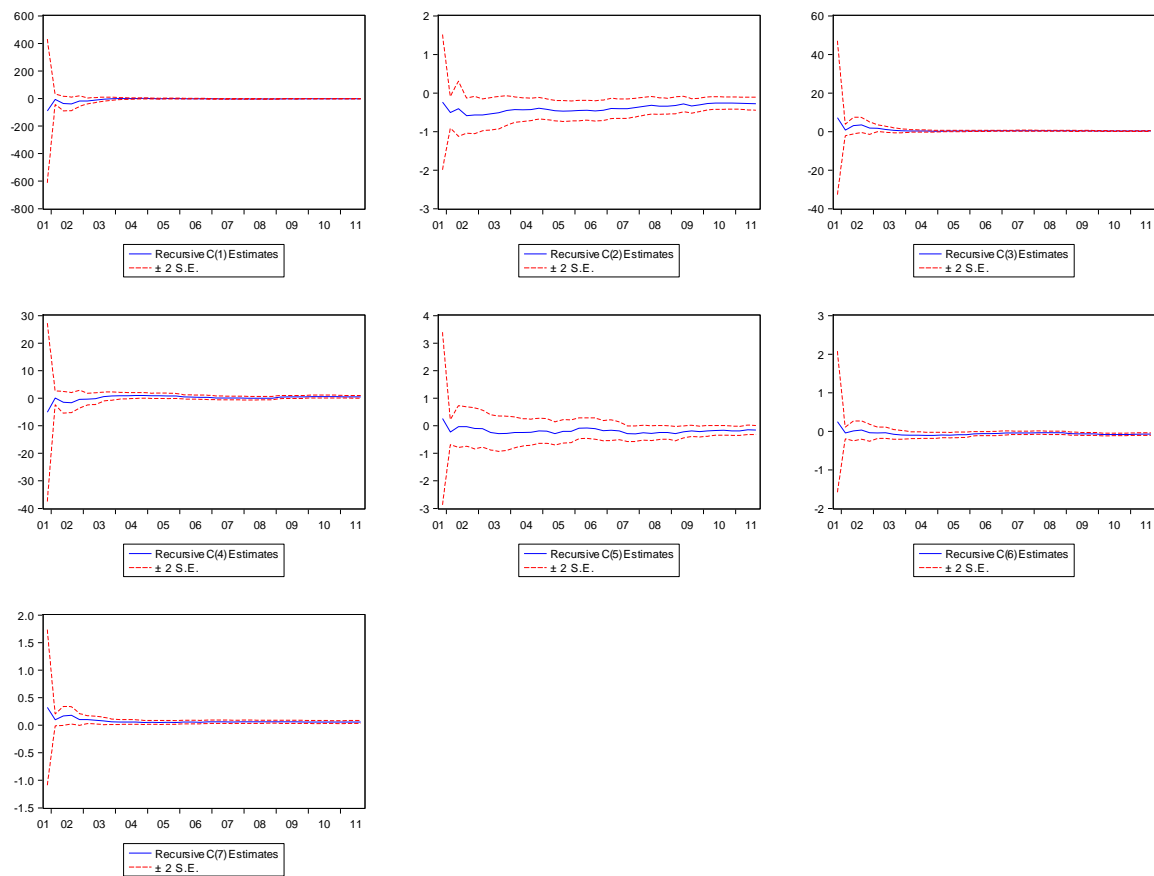 600
400
200
0
-200
-400
-600
-800
01 02 03 04 05 06 07 08 09 10 11
Recursive C(1) Estimates
± 2 S.E.
2
1
0
-1
-2
-3
01 02 03 04 05 06 07 08 09 10 11
Recursive C(2) Estimates
± 2 S.E.
60
40
20
0
-20
-40
01 02 03 04 05 06 07 08 09 10 11
Recursive C(3) Estimates
± 2 S.E.
30
20
10
0
-10
-20
-30
-40
01 02 03 04 05 06 07 08 09 10 11
Recursive C(4) Estimates
± 2 S.E.
4
3
2
1
0
-1
-2
-3
01 02 03 04 05 06 07 08 09 10 11
Recursive C(5) Estimates
± 2 S.E.
3
2
1
0
-1
-2
01 02 03 04 05 06 07 08 09 10 11
Recursive C(6) Estimates
± 2 S.E.
2.0
1.5
1.0
0.5
0.0
-0.5
-1.0
-1.5
01 02 03 04 05 06 07 08 09 10 11
Recursive C(7) Estimates
± 2 S.E.